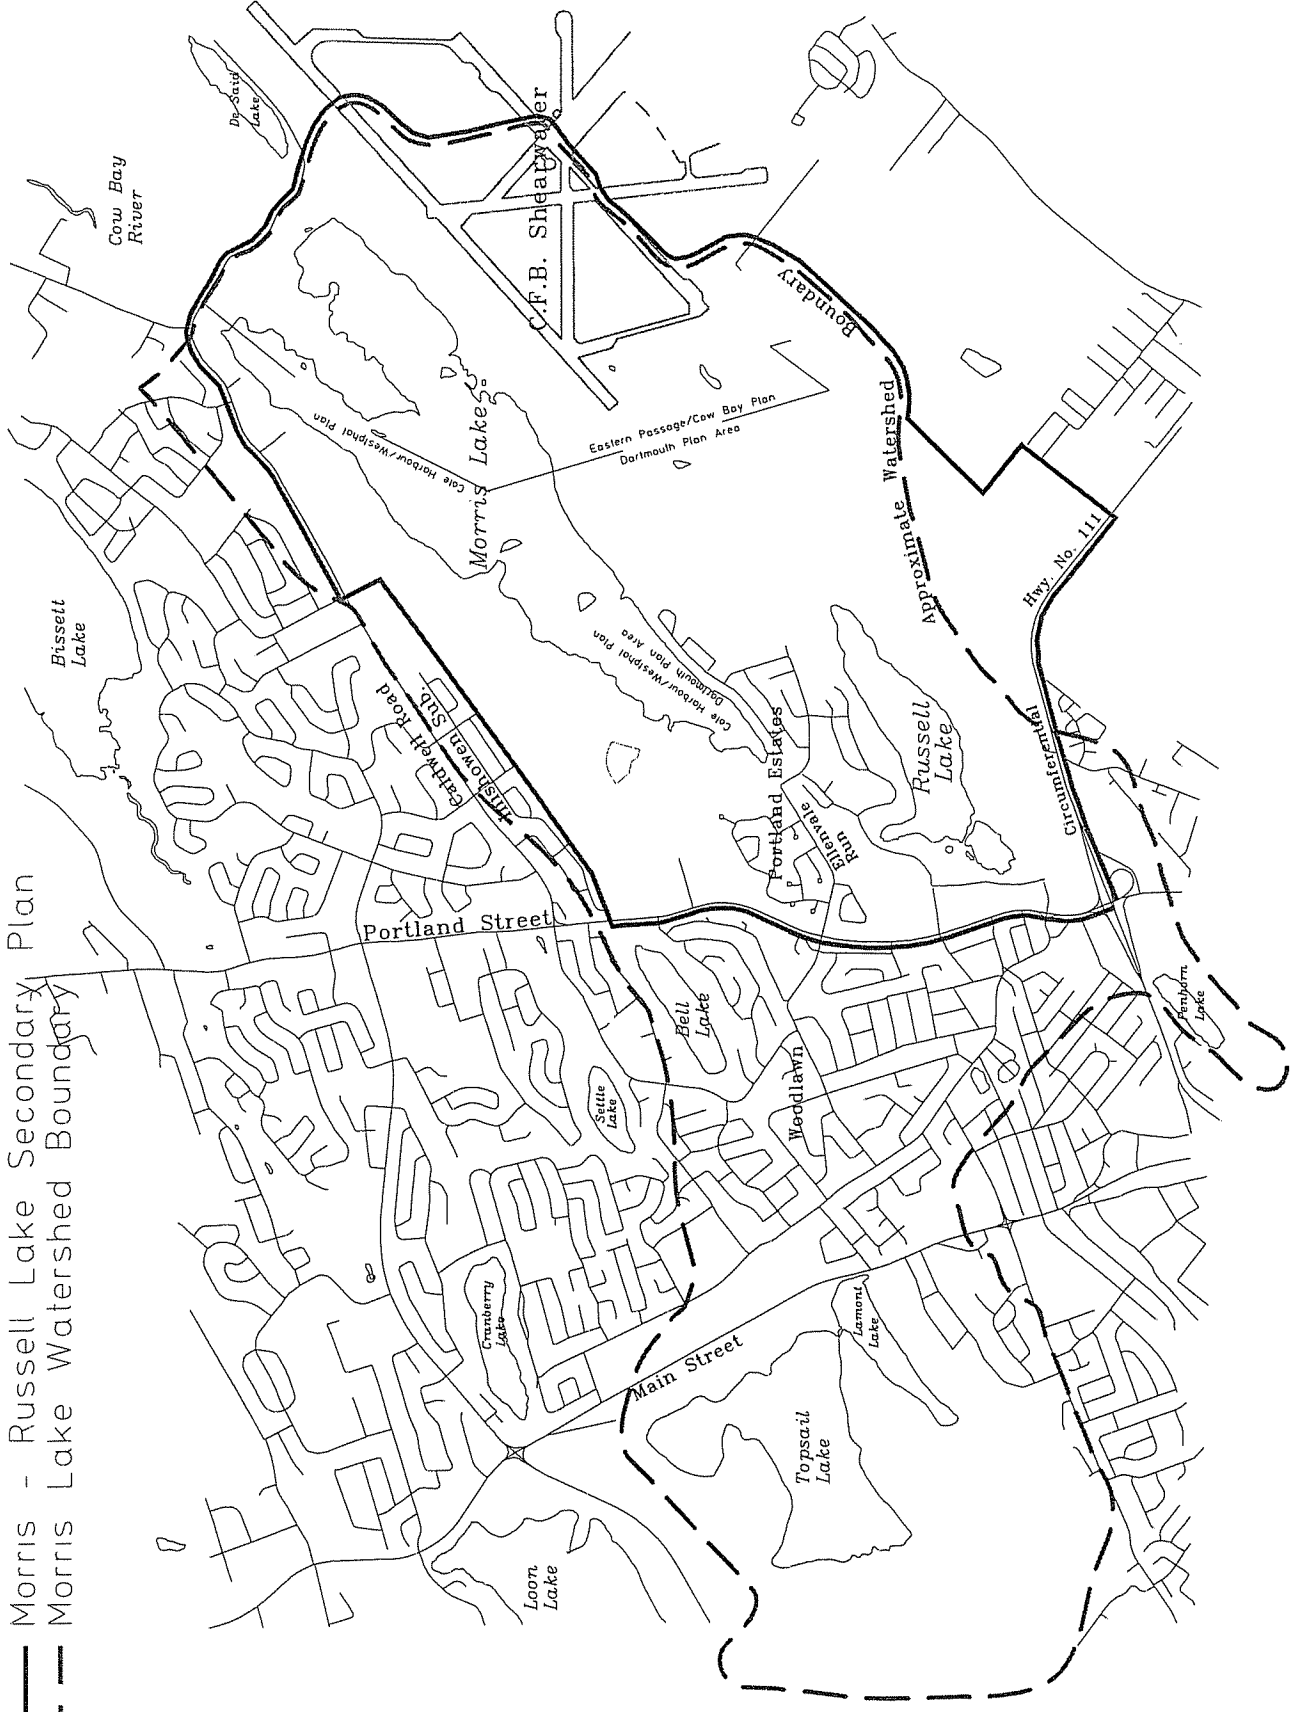 Morris - Russell Lake Secondary Plan
Morris Lake Watershed Boundary
De Said
Lake
Cow Bay
River
C.F.B. Shearwater
Boundary
Cole Harbour/Westphal Plan
Eastern Passage/Cow Bay Plan
Dartmouth Plan Area
Morris Lake
Approximate Watershed
Hwy. No. 111
Bissett
Lake
Cole Harbour/Westphal Plan
Dartmouth Plan Area
Caldwell Road
Inishowen Sub.
Portland Estates
Ellenvale
Run
Russell
Lake
Circumferential
Portland Street
Bell
Lake
Penhorn
Lake
Settle
Lake
Woodlawn
Cranberry
Lake
Main Street
Lamont
Lake
Topsail
Lake
Loon
Lake